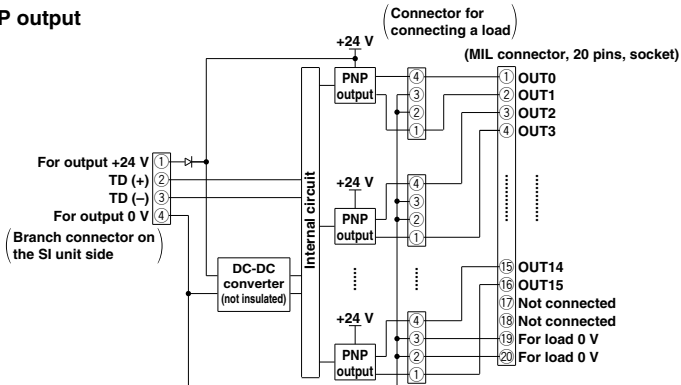 P output
Connector for
connecting a load
(MIL connector, 20 pins, socket)
+24 V
PNP
output
④
③
②
①
① OUT0
② OUT1
③ OUT2
④ OUT3
For output +24 V ①
TD (+) ②
TD (–) ③
For output 0 V ④
Branch connector on
the SI unit side
Internal circuit
+24 V
PNP
output
④
③
②
①
DC-DC
converter
(not insulated)
⑮ OUT14
⑯ OUT15
⑰ Not connected
⑱ Not connected
⑲ For load 0 V
⑳ For load 0 V
+24 V
PNP
output
④
③
②
①